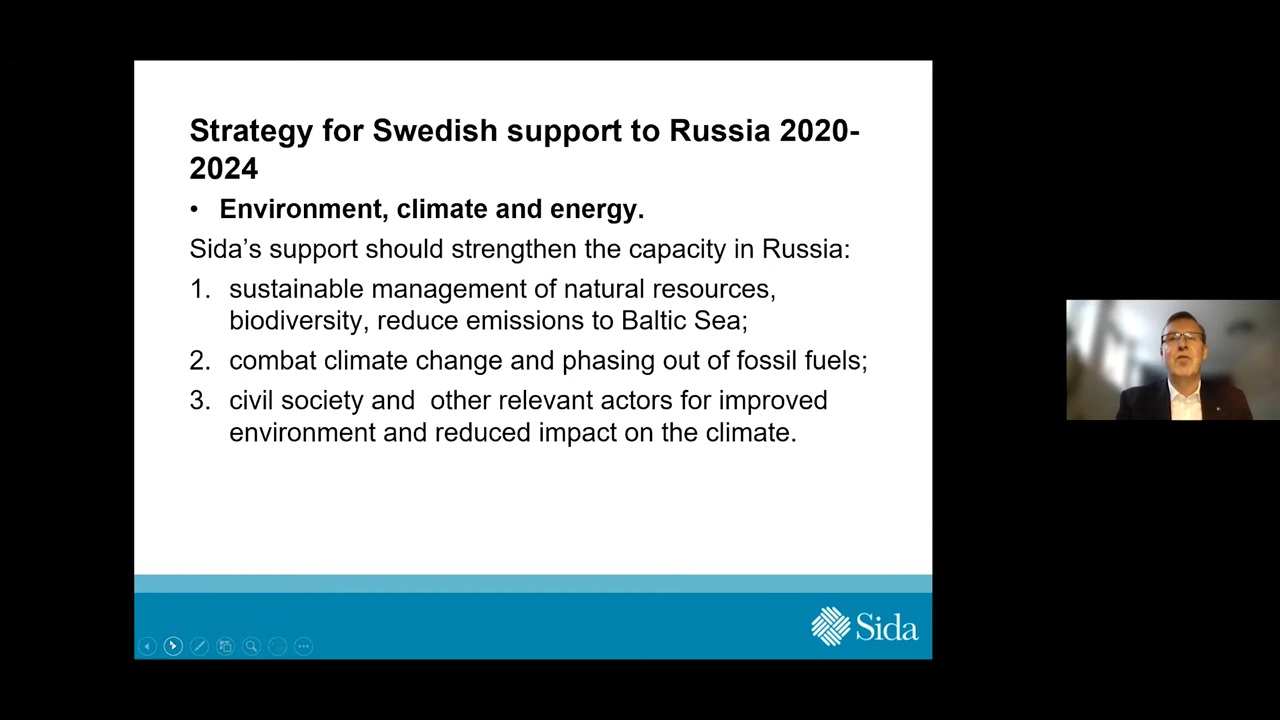 Strategy for Swedish support to Russia 2020-
2024
• Environment, climate and energy.
Sida’s support should strengthen the capacity in Russia:
1. sustainable management of natural resources,
biodiversity, reduce emissions to Baltic Sea;
2. combat climate change and phasing out of fossil fuels;
3. civil society and  other relevant actors for improved
environment and reduced impact on the climate.
Sida